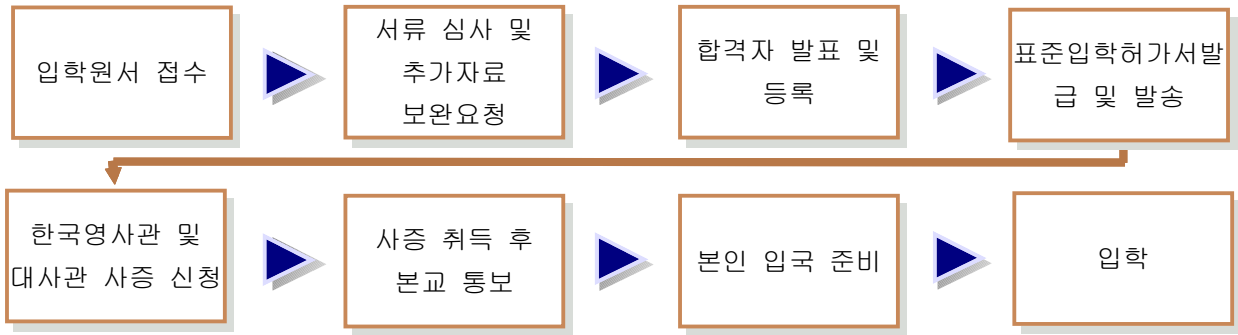 입학원서 접수
서류 심사 및
추가자료
보완요청
합격자 발표 및
등록
표준입학허가서발
급 및 발송
한국영사관 및
대사관 사증 신청
사증 취득 후
본교 통보
본인 입국 준비
입학